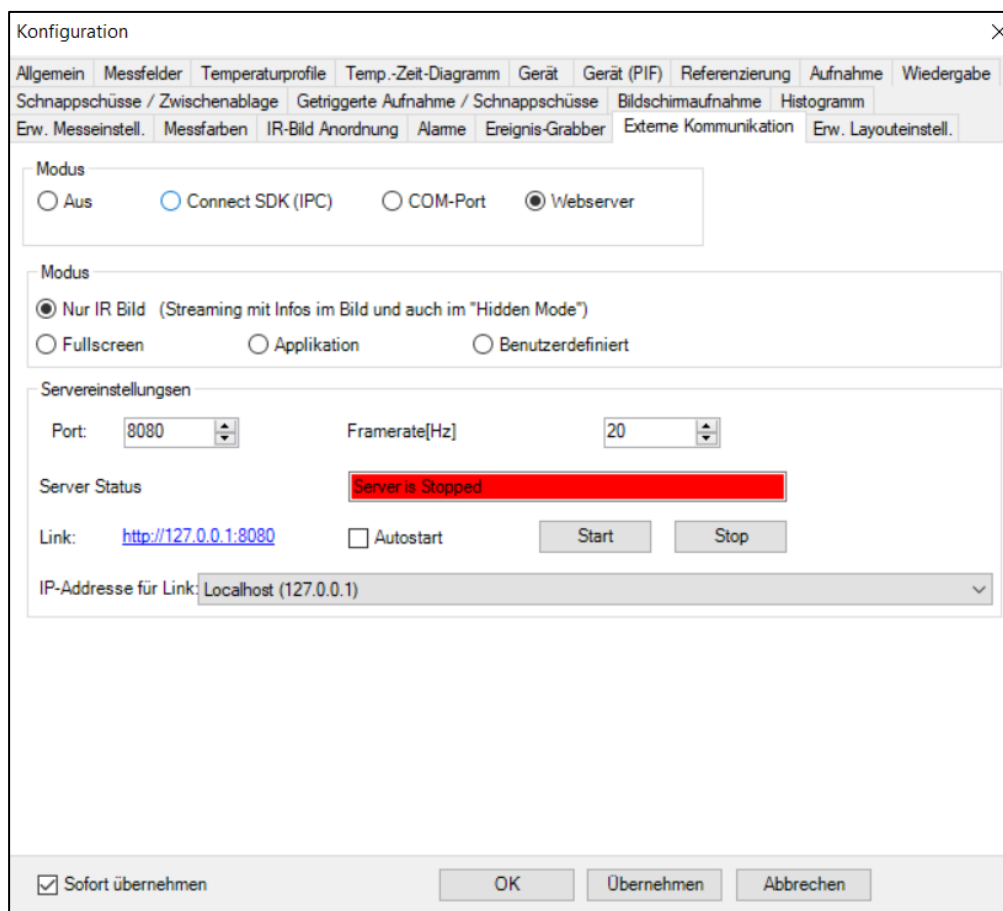 Konfiguration
Allgemein Messfelder Temperaturprofile Temp.-Zeit-Diagramm Gerät Gerät (PIF) Referenzierung Aufnahme Wiedergabe
Schnappschüsse / Zwischenablage Getriggerte Aufnahme / Schnappschüsse Bildschirmaufnahme Histogramm
Erw. Messeinstell. Messfarben IR-Bild Anordnung Alarme Ereignis-Grabber Externe Kommunikation Erw. Layouteinstell.
Modus
Aus Connect SDK (IPC) COM-Port Webserver
Modus
Nur IR Bild (Streaming mit Infos im Bild und auch im "Hidden Mode")
Fullscreen Applikation Benutzerdefiniert
Servereinstellungsen
Port: 8080 Framerate[Hz] 20
Server Status Server is Stopped
Link: http://127.0.0.1:8080 Autostart Start Stop
IP-Addresse für Link: Localhost (127.0.0.1)
Sofort übernehmen OK Übernehmen Abbrechen